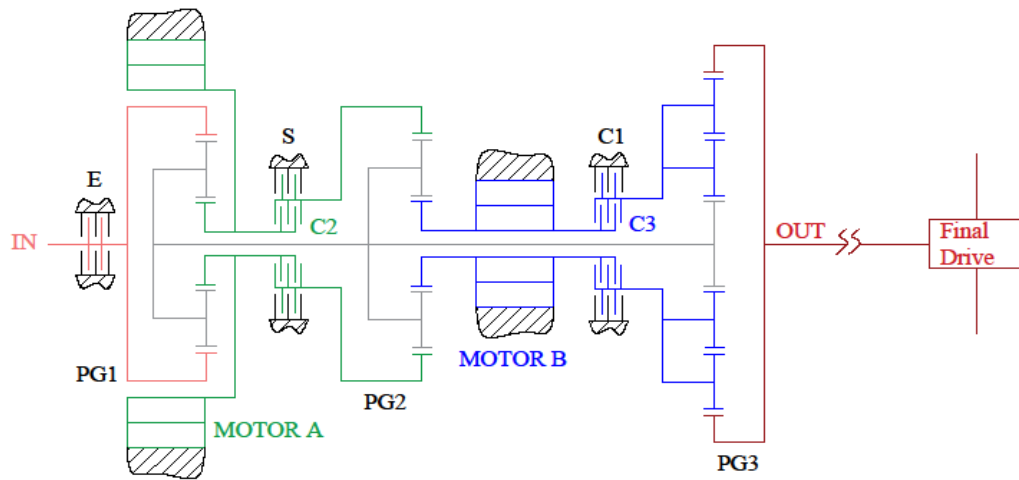 E
IN
PG1
MOTOR A
S
C2
PG2
MOTOR B
C1
C3
PG3
OUT
Final
Drive